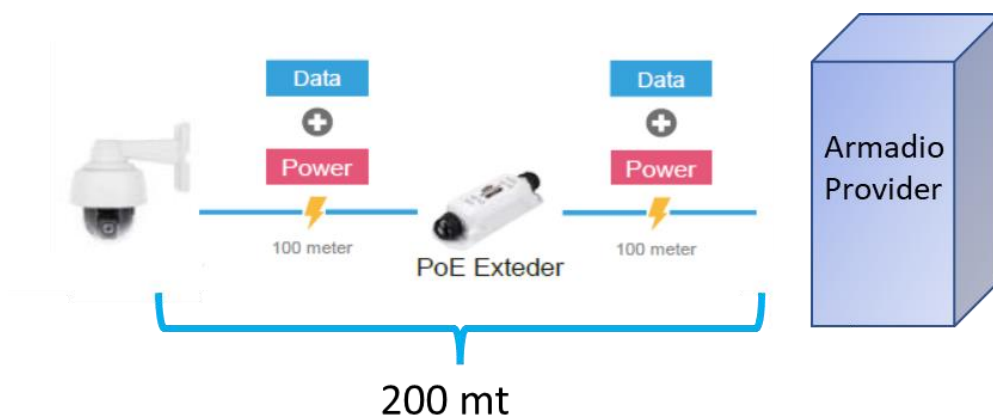 Data
Power
100 meter
PoE Exteder
Data
Power
100 meter
Armadio
Provider
200 mt